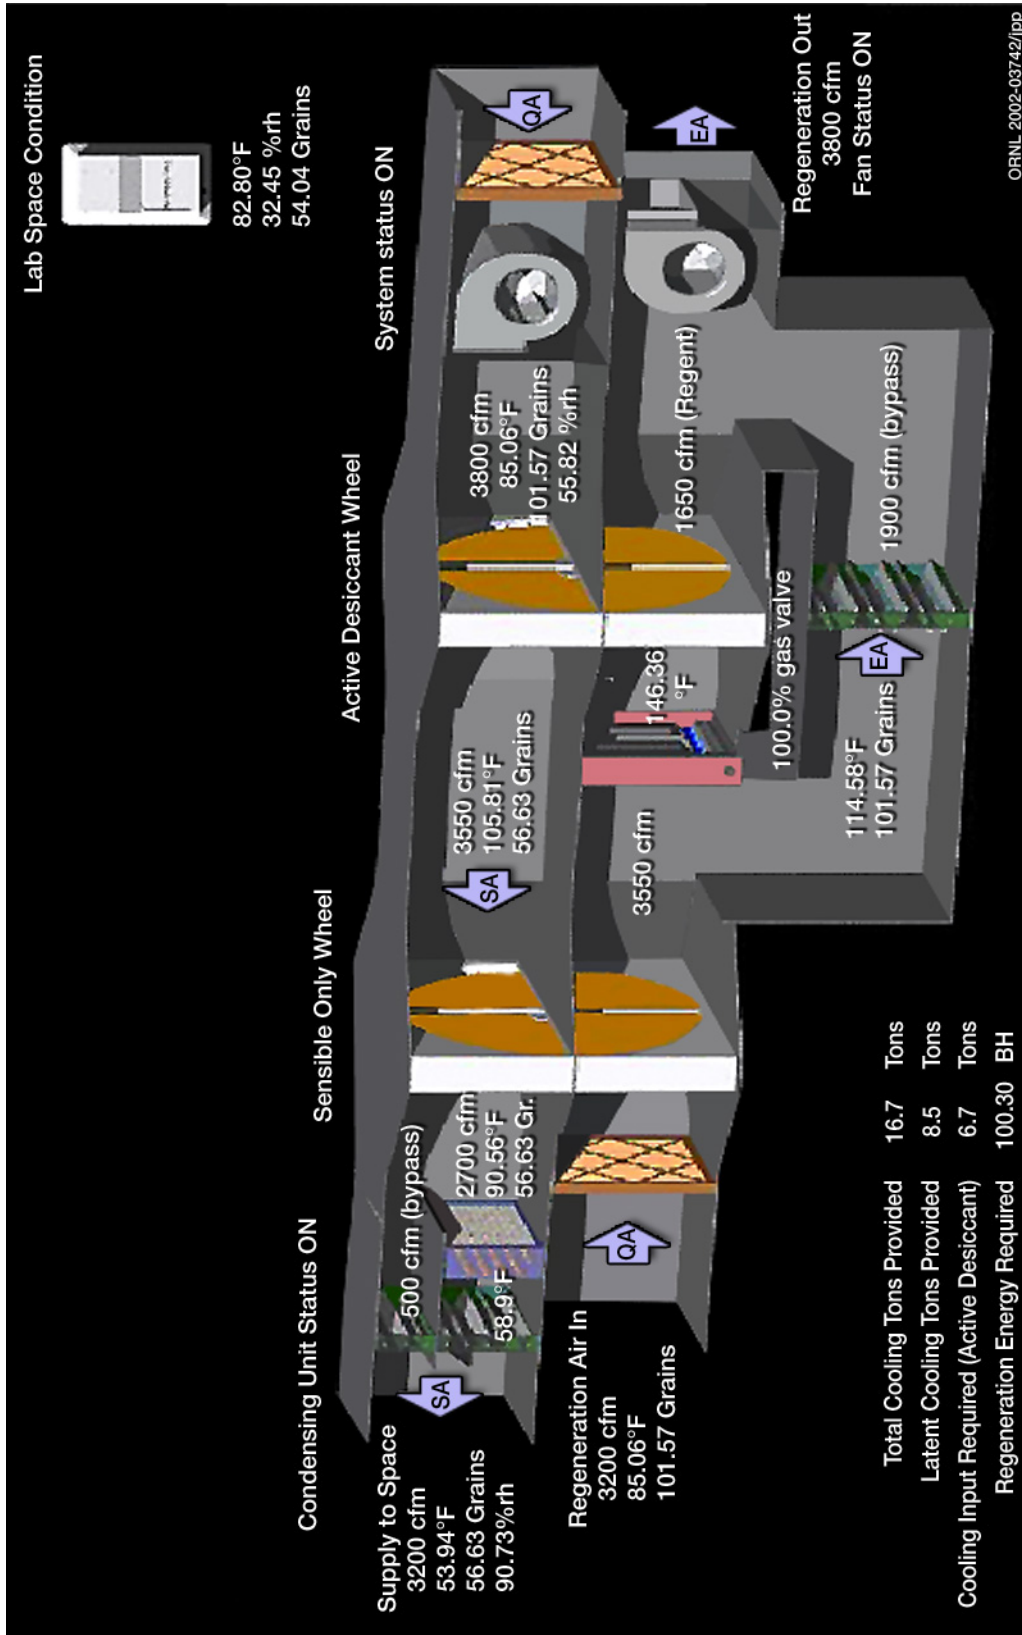 Lab Space Condition
82.80°F
32.45 %rh
54.04 Grains
System status ON
Active Desiccant Wheel
Sensible Only Wheel
Condensing Unit Status ON
Supply to Space
3200 cfm
53.94°F
56.63 Grains
90.73%rh
SA
500 cfm (bypass)
58.9°F
2700 cfm
90.56°F
56.63 Gr.
SA
3550 cfm
105.81°F
56.63 Grains
3800 cfm
85.06°F
101.57 Grains
55.82 %rh
OA
Regeneration Air In
3200 cfm
85.06°F
101.57 Grains
OA
3550 cfm
146.36
°F
1650 cfm (Regent)
EA
Regeneration Out
3800 cfm
Fan Status ON
100.0% gas valve
114.58°F
101.57 Grains
EA
1900 cfm (bypass)
Total Cooling Tons Provided 16.7 Tons
Latent Cooling Tons Provided 8.5 Tons
Cooling Input Required (Active Desiccant) 6.7 Tons
Regeneration Energy Required 100.30 BH
ORNL 2002-03742/jpp